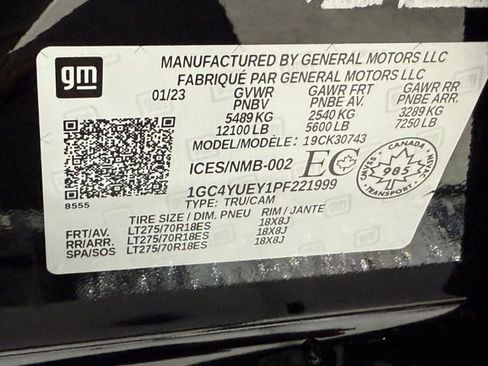 gm
MANUFACTURED BY GENERAL MOTORS LLC
FABRIQUÉ PAR GENERAL MOTORS LLC
01/23 GVWR GAWR FRT GAWR RR
PNBV PNBE AV. PNBE ARR.
5489 KG 2540 KG 3289 KG
12100 LB 5600 LB 7250 LB
MODEL/MODÈLE: 19CK30743
ICES/NMB-002 EC
CANADA 985 TRANSPORT
1GC4YUEY1PF221999
TYPE: TRU/CAM
8555
TIRE SIZE / DIM. PNEU RIM / JANTE
FRT/AV. LT275/70R18ES 18X8J
RR/ARR. LT275/70R18ES 18X8J
SPA/SOS LT275/70R18ES 18X8J